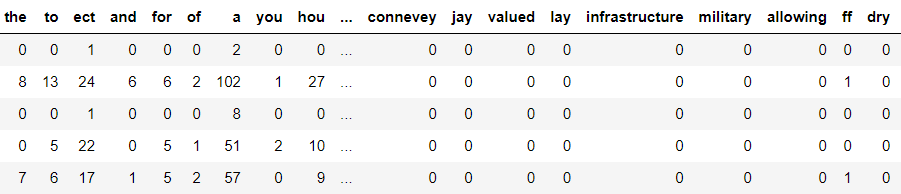 the to ect and for of a you hou ... connevey jay valued lay infrastructure military allowing ff dry
0 0 1 0 0 0 2 0 0 ... 0 0 0 0 0 0 0 0 0
8 13 24 6 6 2 102 1 27 ... 0 0 0 0 0 0 0 1 0
0 0 1 0 0 0 8 0 0 ... 0 0 0 0 0 0 0 0 0
0 5 22 0 5 1 51 2 10 ... 0 0 0 0 0 0 0 0 0
7 6 17 1 5 2 57 0 9 ... 0 0 0 0 0 0 0 1 0